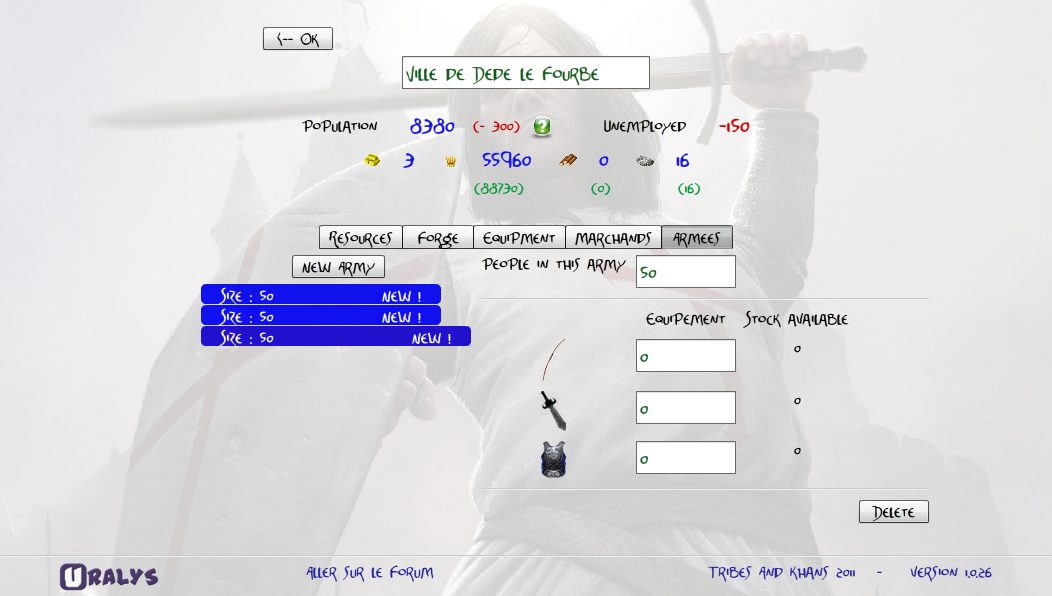 <-- OK
VILLE DE DEDE LE FOURBE
POPULATION 8380 (- 300) ? UNEMPLOYED -150
3 55960 0 16
(88730) (0) (16)
RESOURCES FORGE EQUIPMENT MARCHANDS ARMEES
NEW ARMY PEOPLE IN THIS ARMY 50
SIZE : 50 NEW !
SIZE : 50 NEW !
SIZE : 50 NEW !
EQUIPEMENT STOCK AVAILABLE
0 0
0 0
0 0
DELETE
URALYS ALLER SUR LE FORUM TRIBES AND KHANS 2011 - VERSION 1.0.26